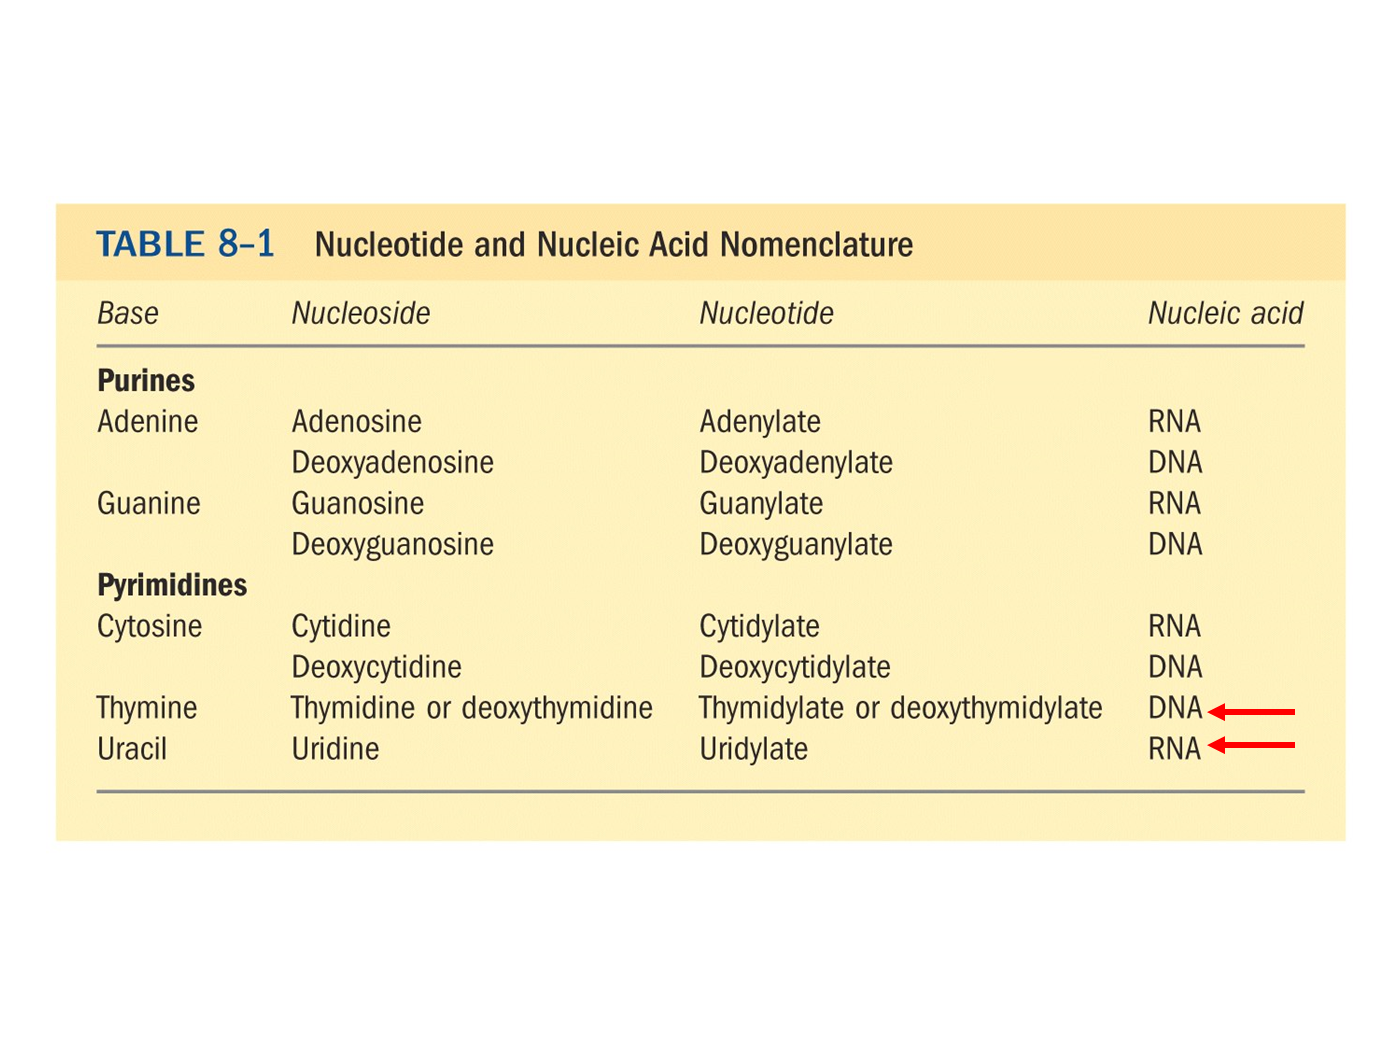 TABLE 8–1 Nucleotide and Nucleic Acid Nomenclature
Base Nucleoside Nucleotide Nucleic acid
Purines
Adenine Adenosine Adenylate RNA
Deoxyadenosine Deoxyadenylate DNA
Guanine Guanosine Guanylate RNA
Deoxyguanosine Deoxyguanylate DNA
Pyrimidines
Cytosine Cytidine Cytidylate RNA
Deoxycytidine Deoxycytidylate DNA
Thymine Thymidine or deoxythymidine Thymidylate or deoxythymidylate DNA
Uracil Uridine Uridylate RNA